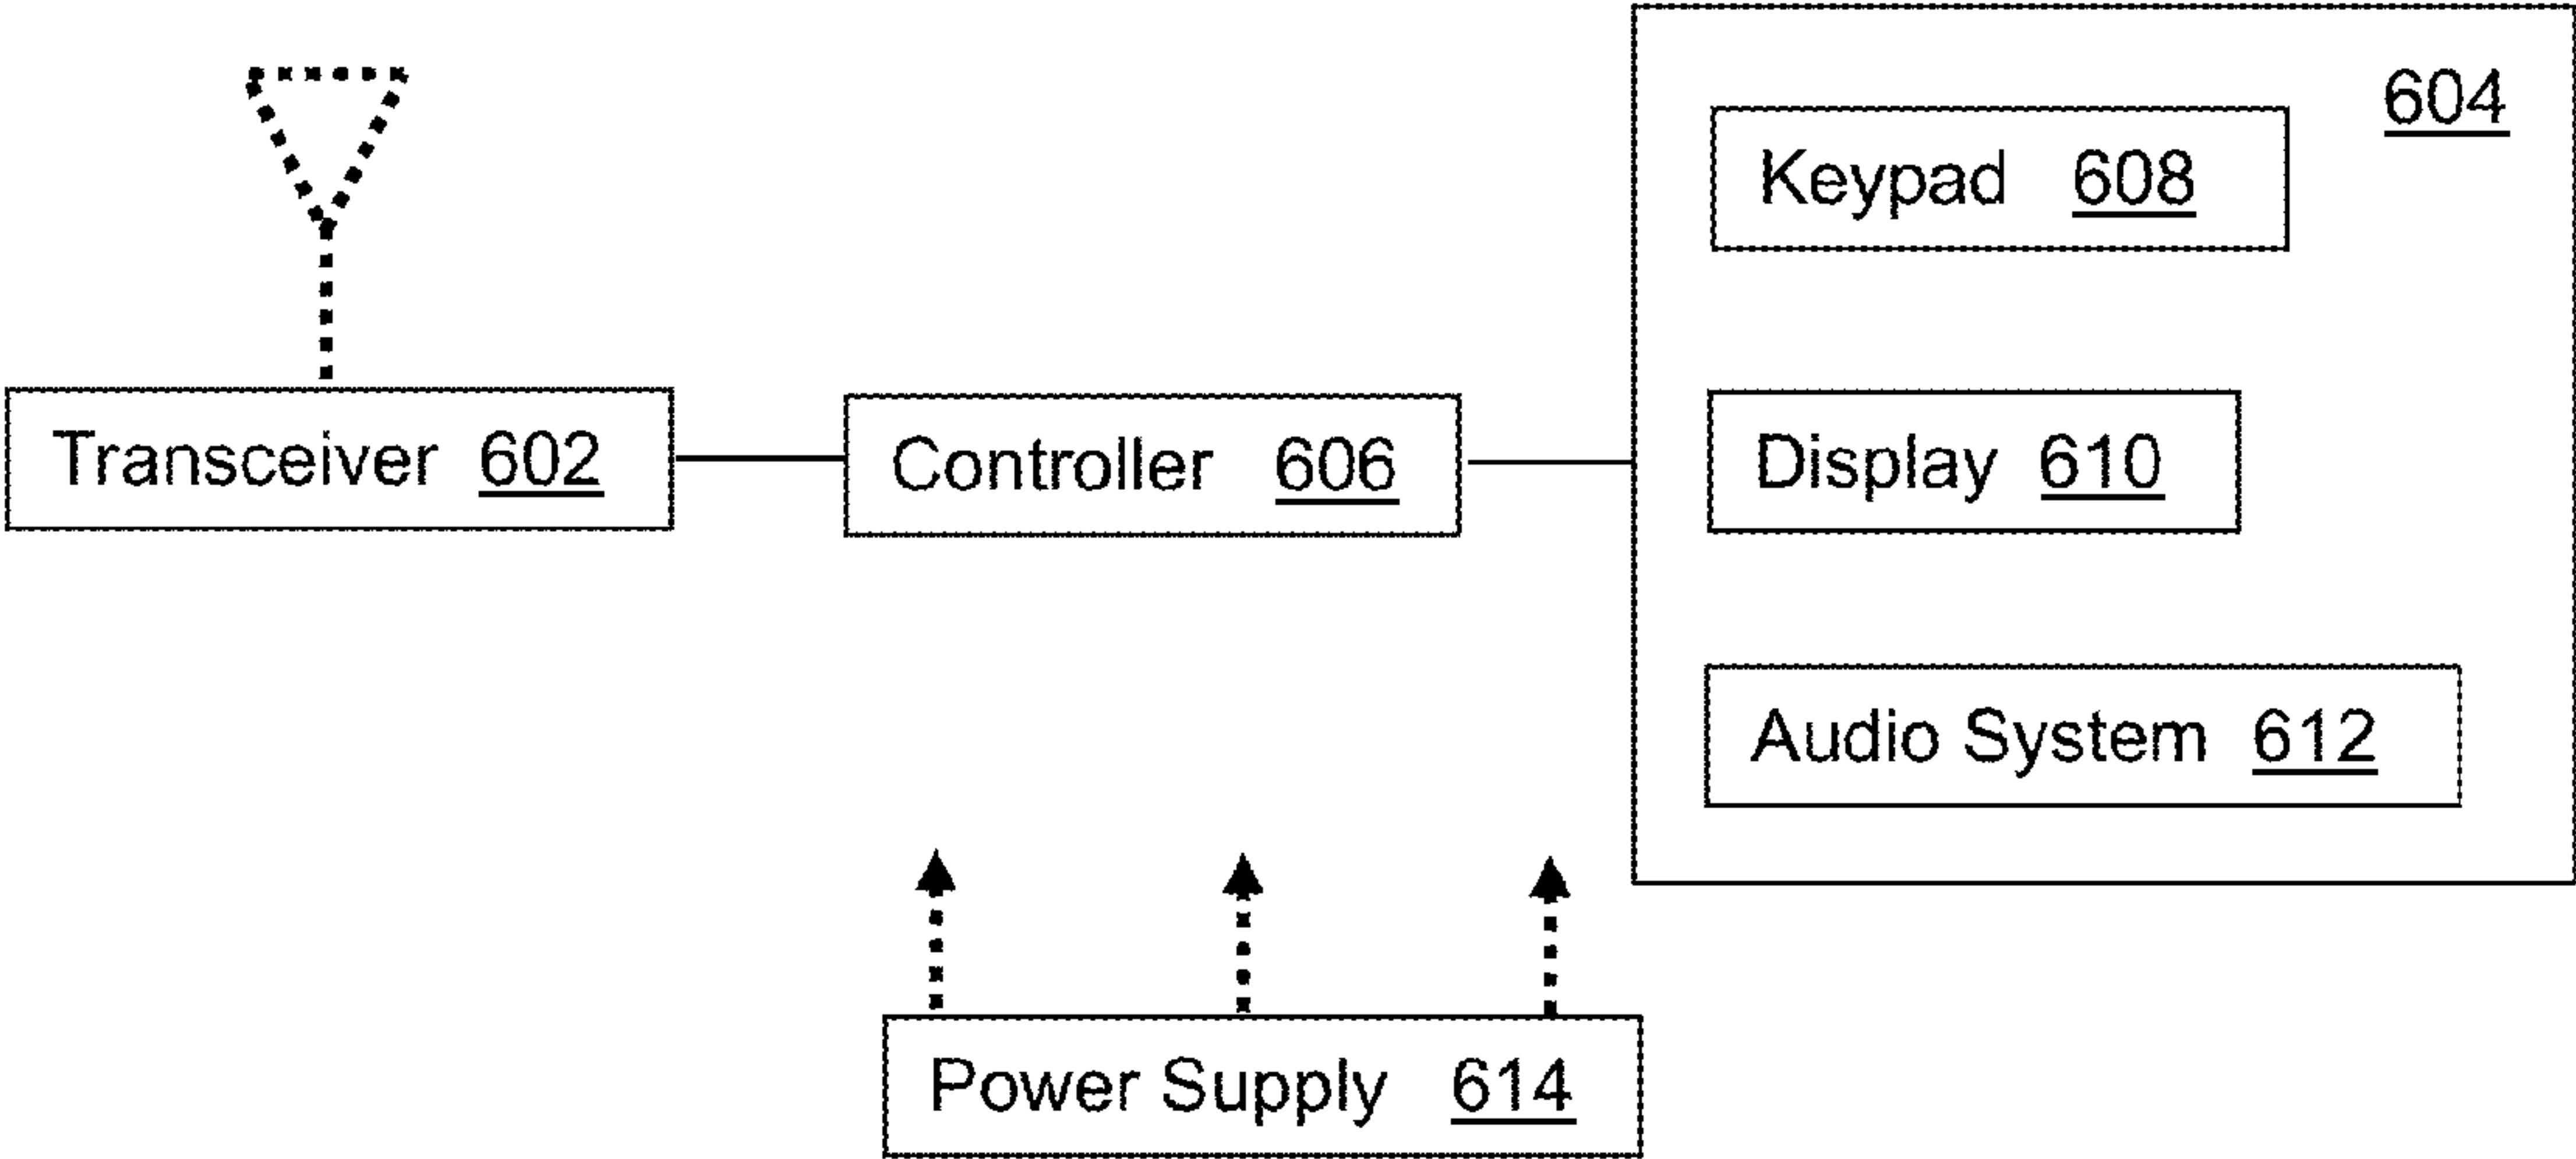 604
Keypad 608
Transceiver 602
Controller 606
Display 610
Audio System 612
Power Supply 614